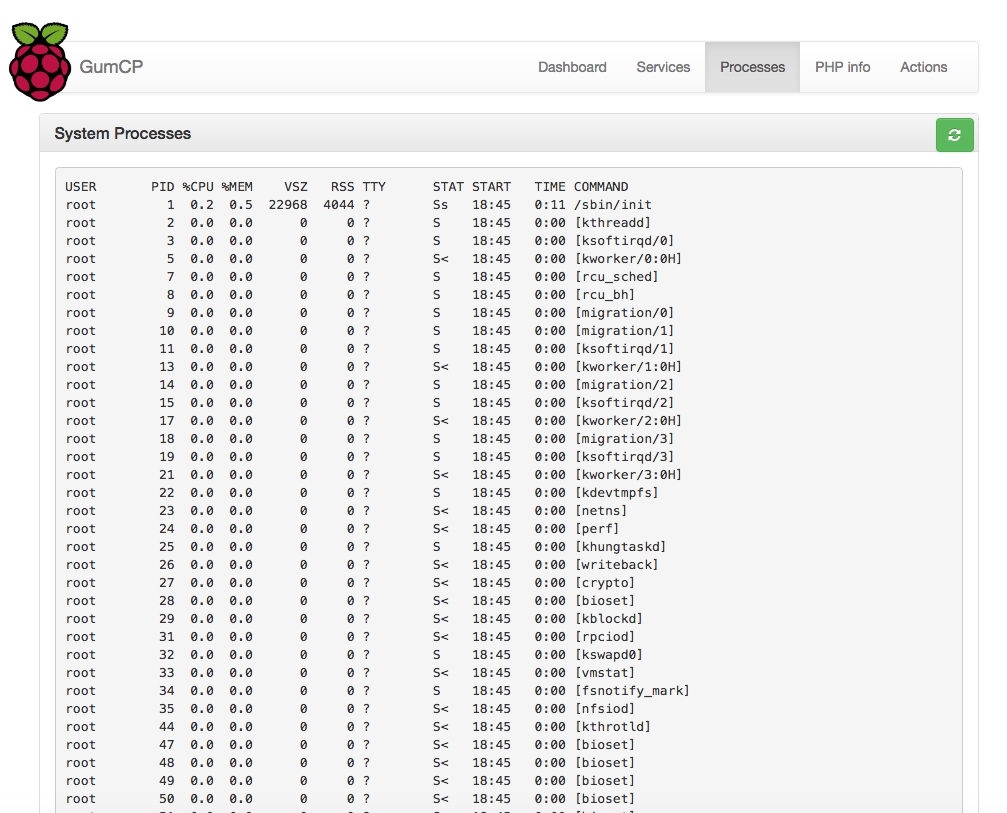 GumCP
Dashboard Services Processes PHP info Actions
System Processes
USER       PID %CPU %MEM    VSZ   RSS TTY      STAT START   TIME COMMAND
root         1  0.2  0.5  22968  4044 ?        Ss   18:45   0:11 /sbin/init
root         2  0.0  0.0      0     0 ?        S    18:45   0:00 [kthreadd]
root         3  0.0  0.0      0     0 ?        S    18:45   0:00 [ksoftirqd/0]
root         5  0.0  0.0      0     0 ?        S<   18:45   0:00 [kworker/0:0H]
root         7  0.0  0.0      0     0 ?        S    18:45   0:00 [rcu_sched]
root         8  0.0  0.0      0     0 ?        S    18:45   0:00 [rcu_bh]
root         9  0.0  0.0      0     0 ?        S    18:45   0:00 [migration/0]
root        10  0.0  0.0      0     0 ?        S    18:45   0:00 [migration/1]
root        11  0.0  0.0      0     0 ?        S    18:45   0:00 [ksoftirqd/1]
root        13  0.0  0.0      0     0 ?        S<   18:45   0:00 [kworker/1:0H]
root        14  0.0  0.0      0     0 ?        S    18:45   0:00 [migration/2]
root        15  0.0  0.0      0     0 ?        S    18:45   0:00 [ksoftirqd/2]
root        17  0.0  0.0      0     0 ?        S<   18:45   0:00 [kworker/2:0H]
root        18  0.0  0.0      0     0 ?        S    18:45   0:00 [migration/3]
root        19  0.0  0.0      0     0 ?        S    18:45   0:00 [ksoftirqd/3]
root        21  0.0  0.0      0     0 ?        S<   18:45   0:00 [kworker/3:0H]
root        22  0.0  0.0      0     0 ?        S    18:45   0:00 [kdevtmpfs]
root        23  0.0  0.0      0     0 ?        S<   18:45   0:00 [netns]
root        24  0.0  0.0      0     0 ?        S<   18:45   0:00 [perf]
root        25  0.0  0.0      0     0 ?        S    18:45   0:00 [khungtaskd]
root        26  0.0  0.0      0     0 ?        S<   18:45   0:00 [writeback]
root        27  0.0  0.0      0     0 ?        S<   18:45   0:00 [crypto]
root        28  0.0  0.0      0     0 ?        S<   18:45   0:00 [bioset]
root        29  0.0  0.0      0     0 ?        S<   18:45   0:00 [kblockd]
root        31  0.0  0.0      0     0 ?        S<   18:45   0:00 [rpciod]
root        32  0.0  0.0      0     0 ?        S    18:45   0:00 [kswapd0]
root        33  0.0  0.0      0     0 ?        S<   18:45   0:00 [vmstat]
root        34  0.0  0.0      0     0 ?        S    18:45   0:00 [fsnotify_mark]
root        35  0.0  0.0      0     0 ?        S<   18:45   0:00 [nfsiod]
root        44  0.0  0.0      0     0 ?        S<   18:45   0:00 [kthrotld]
root        47  0.0  0.0      0     0 ?        S<   18:45   0:00 [bioset]
root        48  0.0  0.0      0     0 ?        S<   18:45   0:00 [bioset]
root        49  0.0  0.0      0     0 ?        S<   18:45   0:00 [bioset]
root        50  0.0  0.0      0     0 ?        S<   18:45   0:00 [bioset]